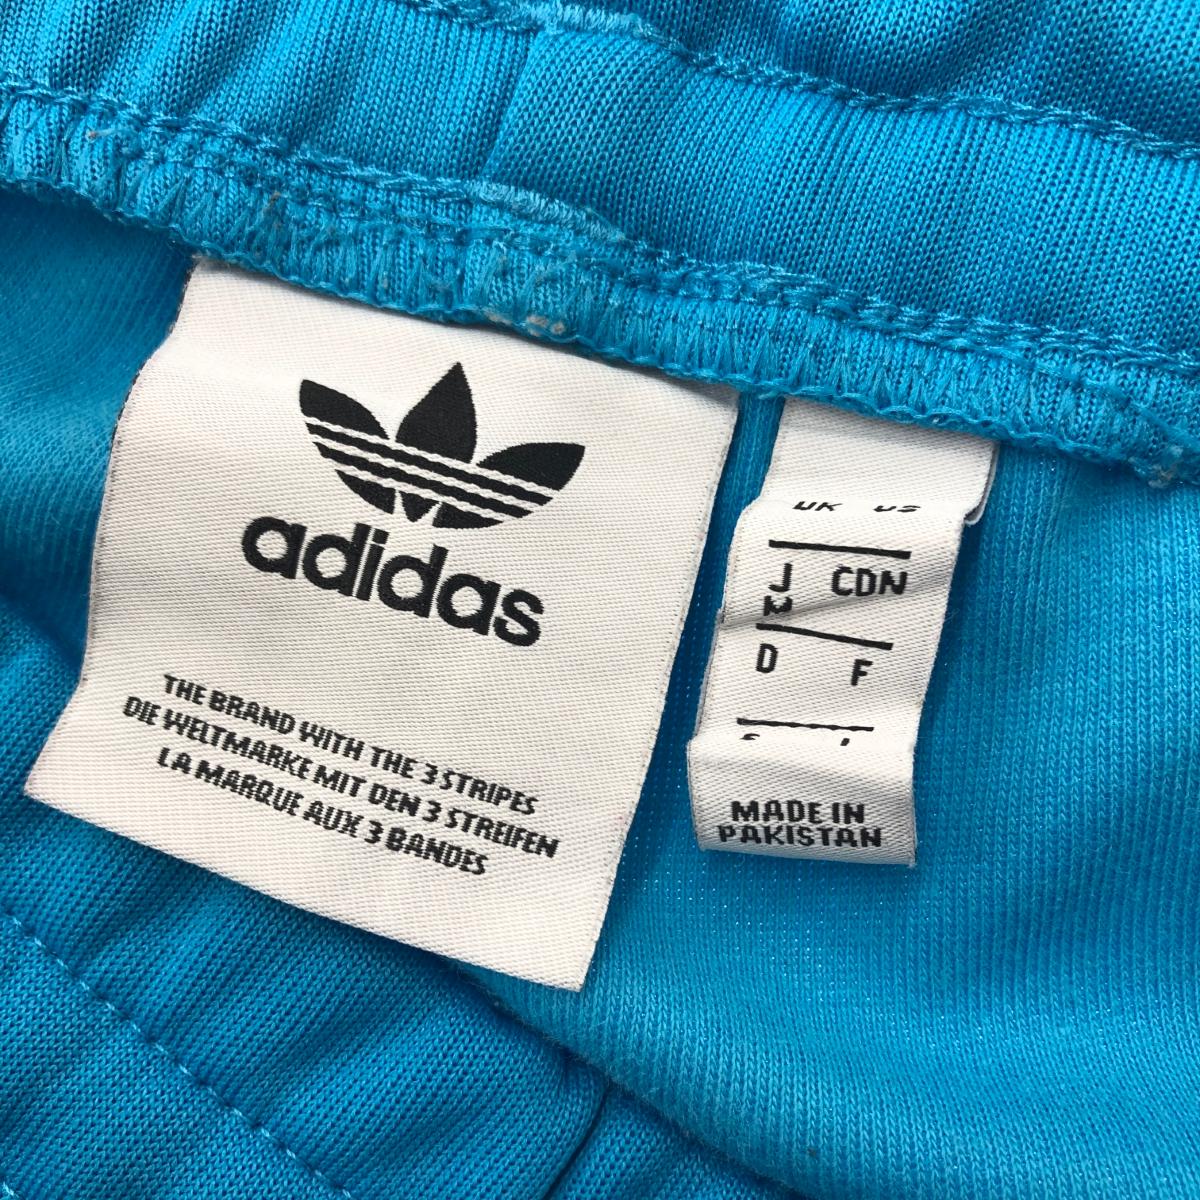 adidas
THE BRAND WITH THE 3 STRIPES
DIE WELTMARKE MIT DEN 3 STREIFEN
LA MARQUE AUX 3 BANDES
UK US
J CDN
M
D F
MADE IN
PAKISTAN